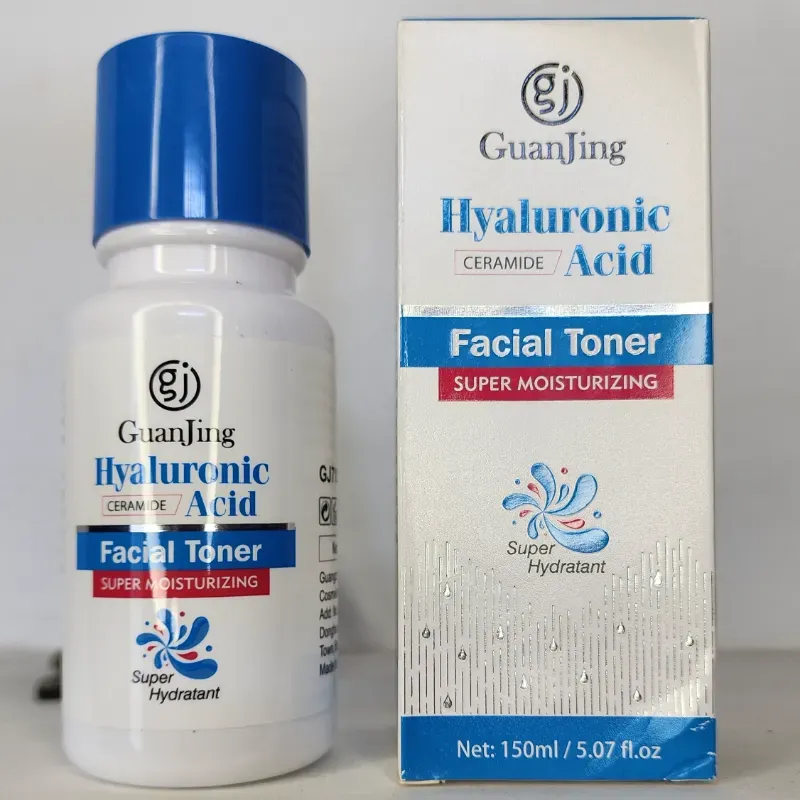 gj
GuanJing
Hyaluronic
CERAMIDE Acid
Facial Toner
SUPER MOISTURIZING
Super
Hydratant
gj
GuanJing
Hyaluronic
CERAMIDE Acid
Facial Toner
SUPER MOISTURIZING
Super
Hydratant
Net: 150ml / 5.07 fl.oz